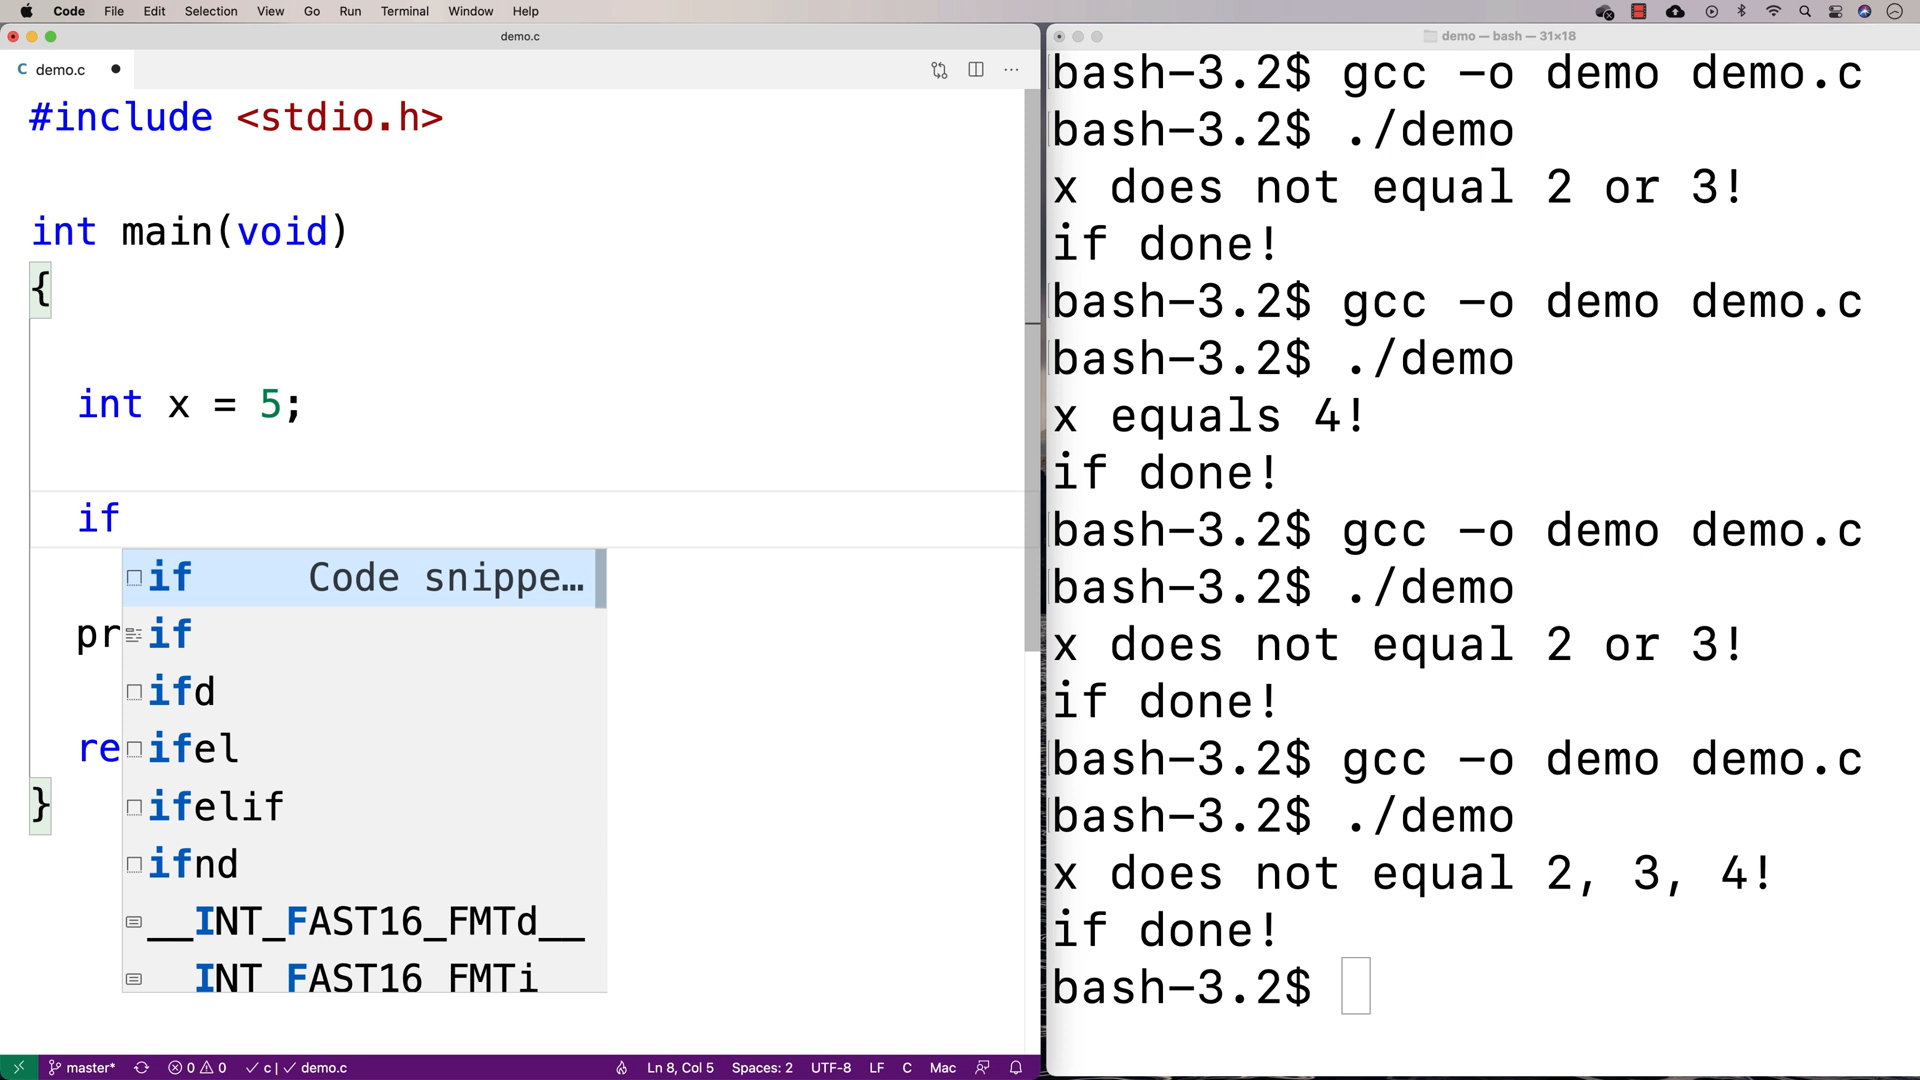 Code File Edit Selection View Go Run Terminal Window Help
demo.c
C demo.c
#include <stdio.h>
int main(void)
{
int x = 5;
if
if Code snippe…
pr if
ifd
re ifel
} ifelif
ifnd
__INT_FAST16_FMTd__
INT FAST16 FMTi
master* 0 0 c | demo.c Ln 8, Col 5 Spaces: 2 UTF-8 LF C Mac
demo — bash — 31×18
bash-3.2$ gcc -o demo demo.c
bash-3.2$ ./demo
x does not equal 2 or 3!
if done!
bash-3.2$ gcc -o demo demo.c
bash-3.2$ ./demo
x equals 4!
if done!
bash-3.2$ gcc -o demo demo.c
bash-3.2$ ./demo
x does not equal 2 or 3!
if done!
bash-3.2$ gcc -o demo demo.c
bash-3.2$ ./demo
x does not equal 2, 3, 4!
if done!
bash-3.2$